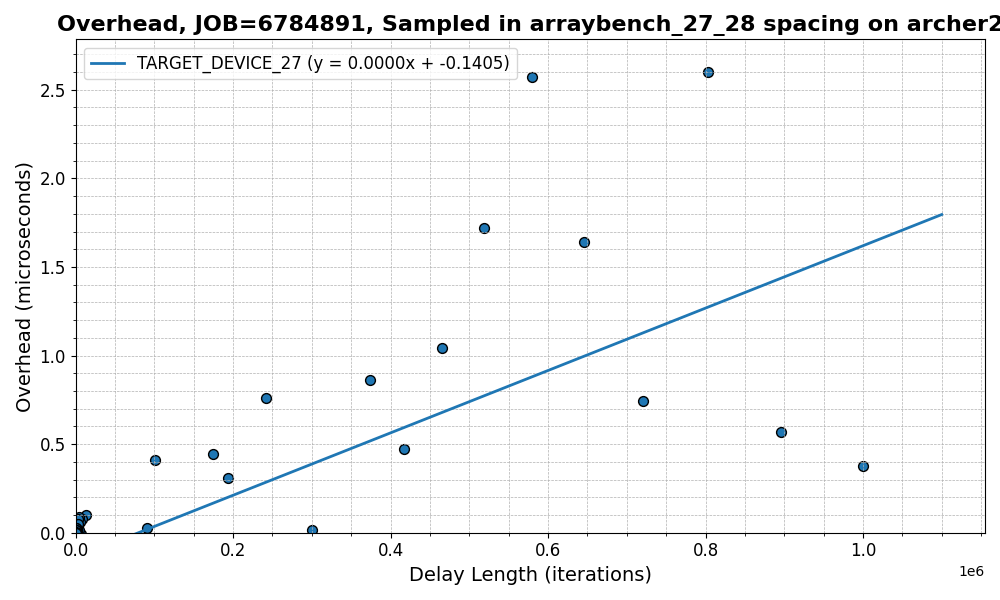 Overhead, JOB=6784891, Sampled in arraybench_27_28 spacing on archer2
TARGET_DEVICE_27 (y = 0.0000x + -0.1405)
Overhead (microseconds)
2.5
2.0
1.5
1.0
0.5
0.0
0.0 0.2 0.4 0.6 0.8 1.0
1e6
Delay Length (iterations)